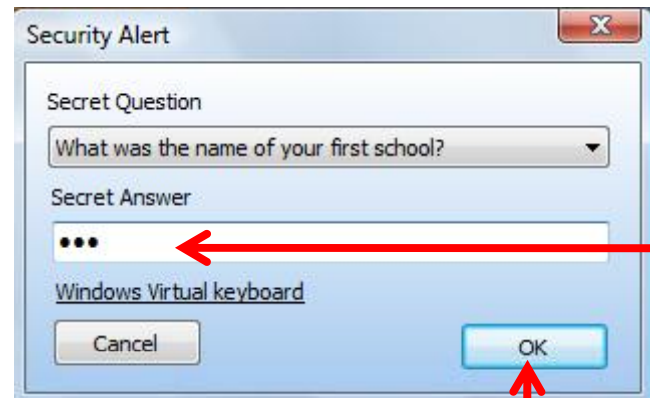 Security Alert
Secret Question
What was the name of your first school?
Secret Answer
•••
Windows Virtual keyboard
Cancel OK